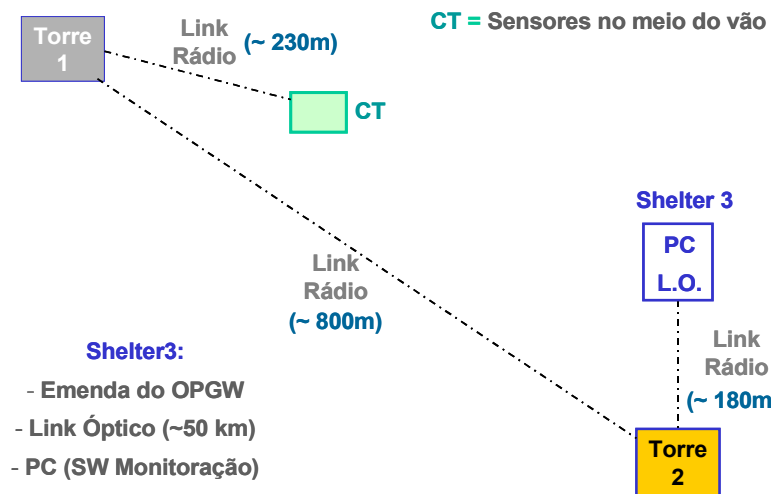 Torre
1
Link
Rádio
(~ 230m)
CT = Sensores no meio do vão
CT
Shelter 3
PC
L.O.
Link
Rádio
(~ 800m)
Link
Rádio
(~ 180m
Shelter3:
- Emenda do OPGW
- Link Óptico (~50 km)
- PC (SW Monitoração)
Torre
2